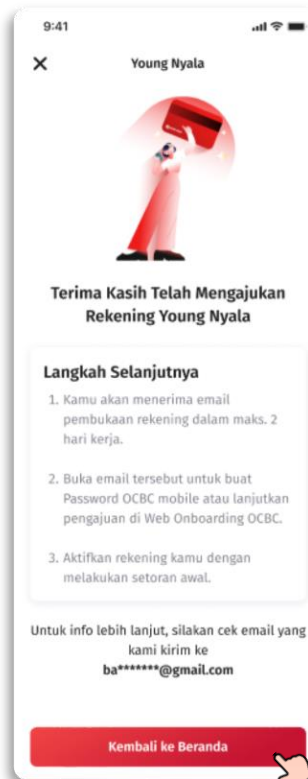 9:41
Young Nyala
Terima Kasih Telah Mengajukan
Rekening Young Nyala
Langkah Selanjutnya
1. Kamu akan menerima email
pembukaan rekening dalam maks. 2
hari kerja.
2. Buka email tersebut untuk buat
Password OCBC mobile atau lanjutkan
pengajuan di Web Onboarding OCBC.
3. Aktifkan rekening kamu dengan
melakukan setoran awal.
Untuk info lebih lanjut, silakan cek email yang
kami kirim ke
ba*******@gmail.com
Kembali ke Beranda